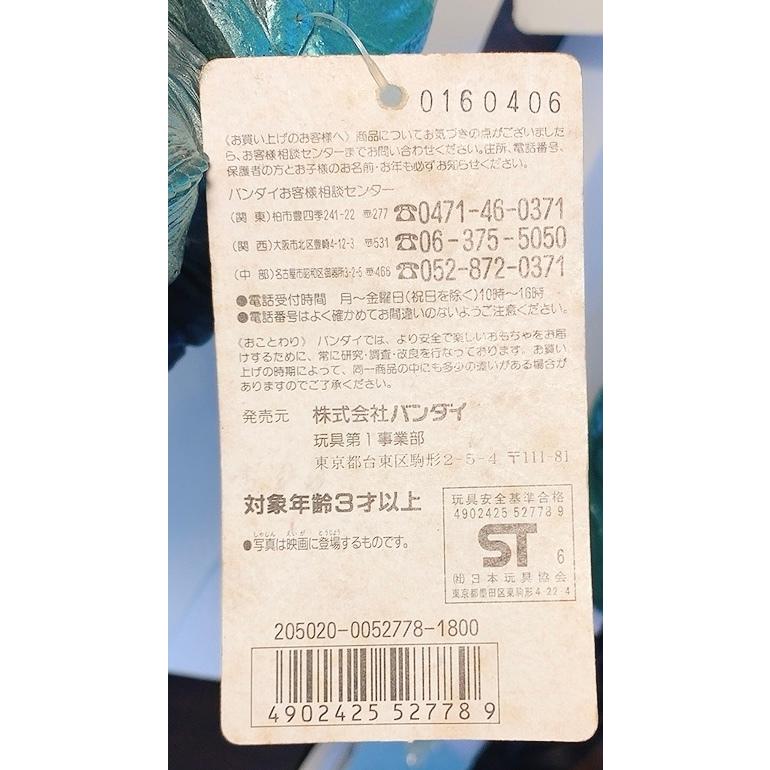 0160406
《お買い上げのお客様へ》商品についてお気づきの点がございました
ら、お客様相談センターまでお問い合わせください。住所、電話番号、
保護者の方とお子様のお名前・お年も必ずお知らせください。
バンダイお客様相談センター
(関 東)柏市豊四季241-22 〠277 ☎0471-46-0371
(関 西)大阪市北区豊崎4-12-3 〠531 ☎06-375-5050
(中 部)名古屋市昭和区御器所3-2-5 〠466 ☎052-872-0371
●電話受付時間 月〜金曜日(祝日を除く)10時〜16時
●電話番号はよく確かめてお間違いのないようご注意ください。
《おことわり》 バンダイでは、より安全で楽しいおもちゃをお届
けするために、常に研究・調査・改良を行なっております。お買い
上げの時期によって、同一商品の中にも多少の違いがある場合が
ありますのでご了承ください。
発売元 株式会社バンダイ
玩具第1事業部
東京都台東区駒形2-5-4 〒111-81
対象年齢3才以上
●写真は映画に登場するものです。
しゃしん えいが とうじょう
玩具安全基準合格
4902425 52778 9
ST 6
㈳日本玩具協会
東京都墨田区東駒形4-22-4
205020-0052778-1800
4902425 527789